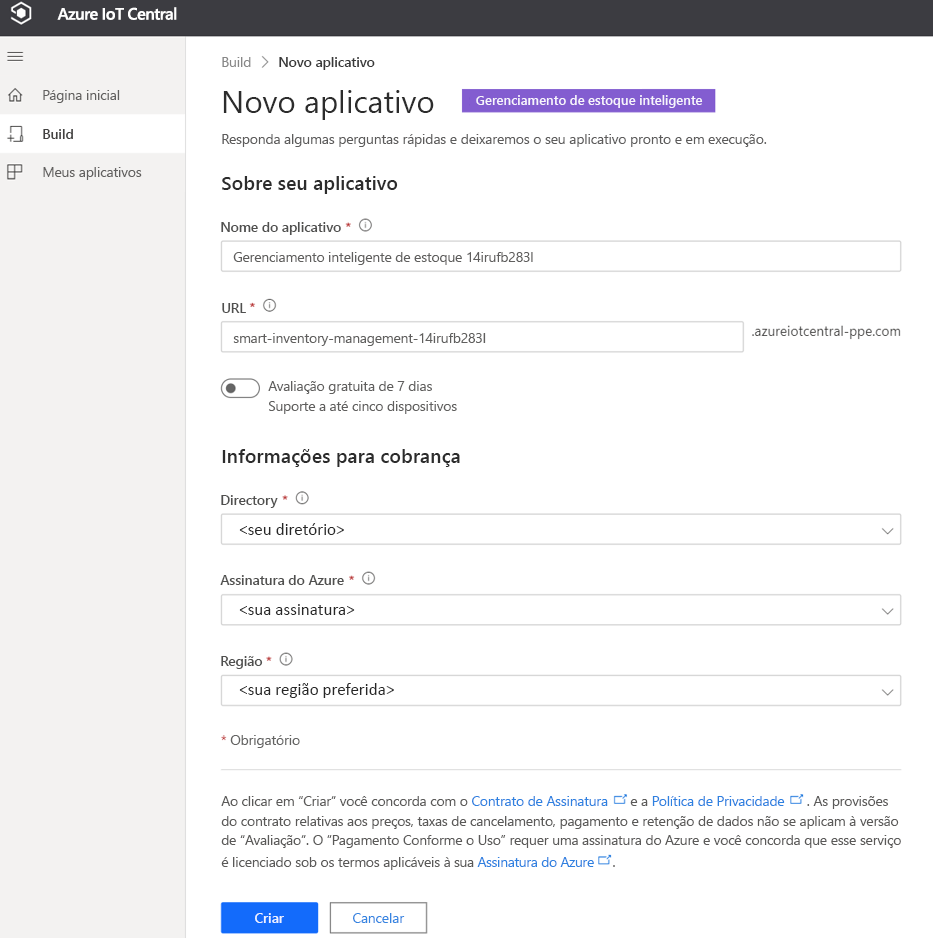 Azure IoT Central
Página inicial
Build
Meus aplicativos
Build > Novo aplicativo
Novo aplicativo
Gerenciamento de estoque inteligente
Responda algumas perguntas rápidas e deixaremos o seu aplicativo pronto e em execução.
Sobre seu aplicativo
Nome do aplicativo *
Gerenciamento inteligente de estoque 14irufb283l
URL *
smart-inventory-management-14irufb283l
.azureiotcentral-ppe.com
Avaliação gratuita de 7 dias
Suporte a até cinco dispositivos
Informações para cobrança
Directory *
<seu diretório>
Assinatura do Azure *
<sua assinatura>
Região *
<sua região preferida>
* Obrigatório
Ao clicar em “Criar” você concorda com o Contrato de Assinatura e a Política de Privacidade . As provisões
do contrato relativas aos preços, taxas de cancelamento, pagamento e retenção de dados não se aplicam à versão
de “Avaliação”. O “Pagamento Conforme o Uso” requer uma assinatura do Azure e você concorda que esse serviço
é licenciado sob os termos aplicáveis à sua Assinatura do Azure .
Criar
Cancelar